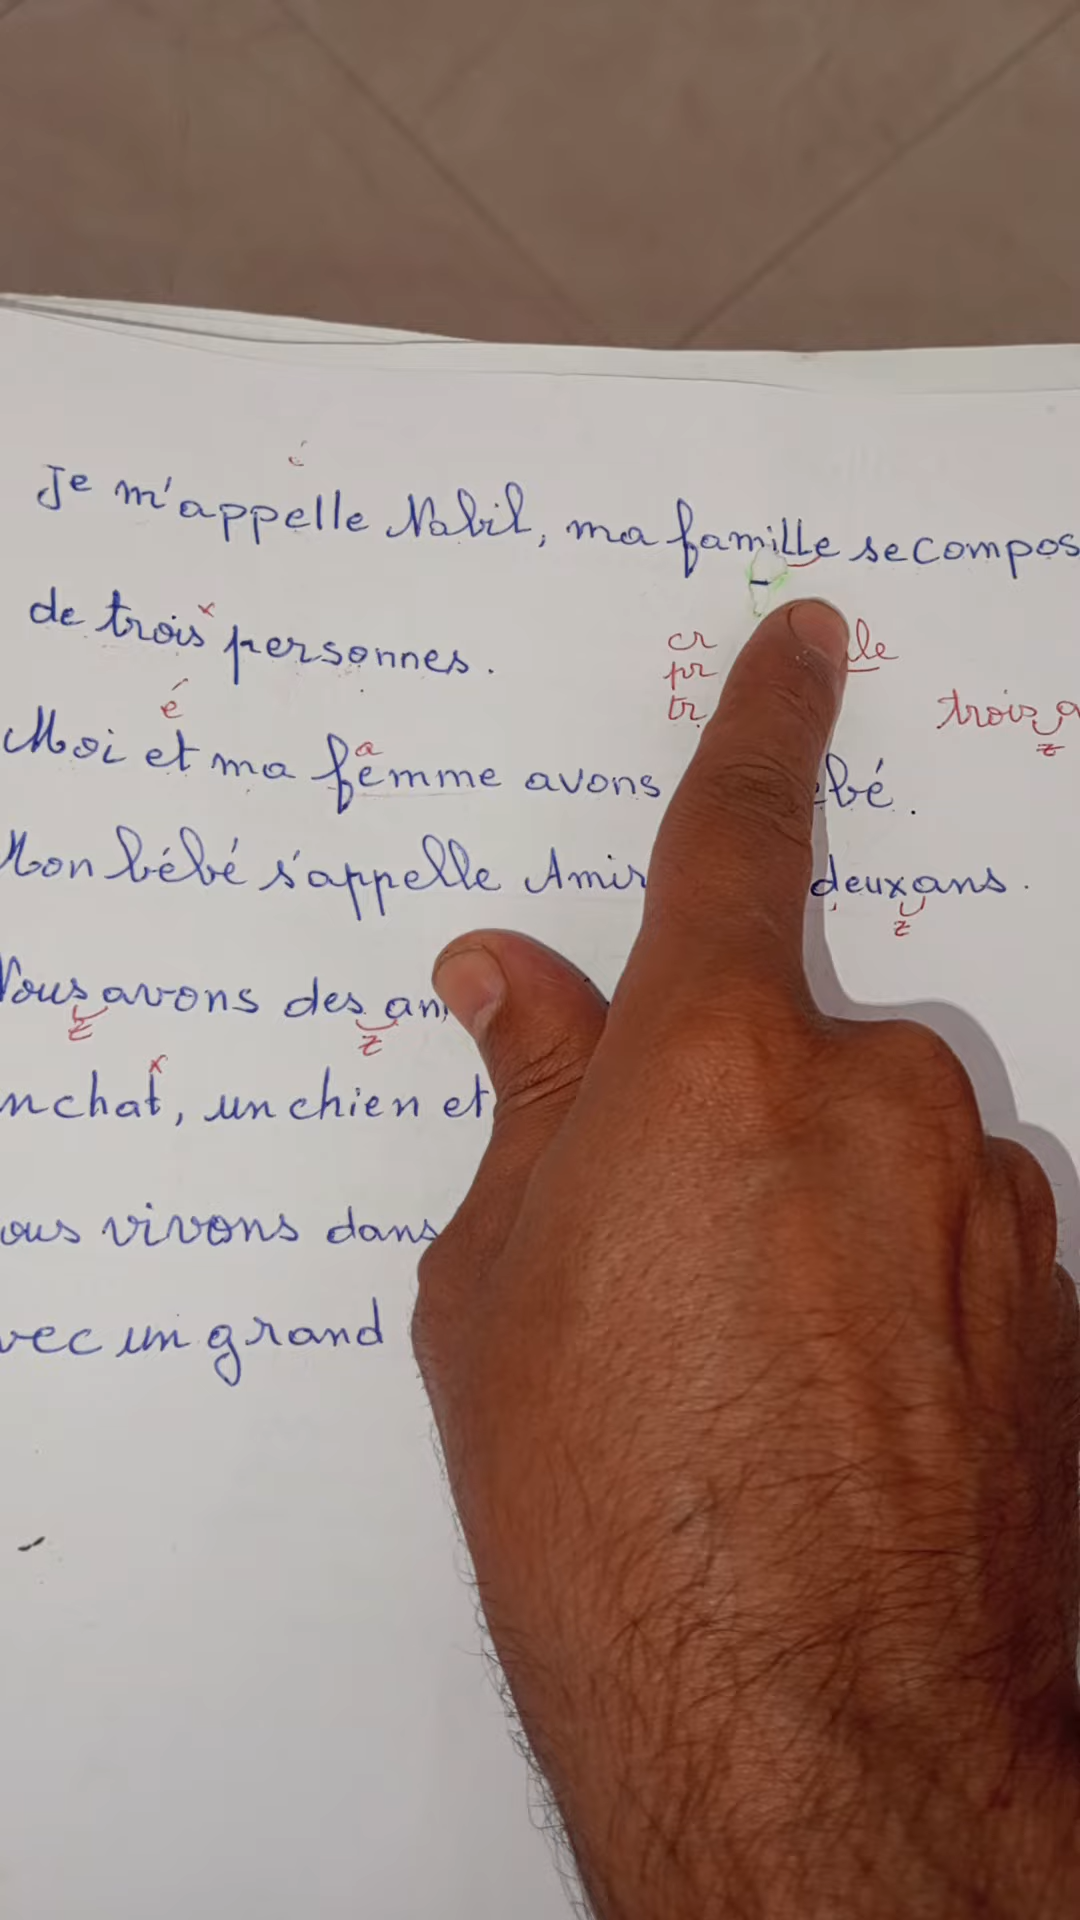 é
Je m'appelle Nabil, ma famille se compos
de trois personnes.
x
cr
pr
tr
le
trois a
z
é
Moi et ma femme avons bé.
a
Mon bébé s'appelle Amir deux ans.
z
Nous avons des ani
z z
n chat, un chien et
x
ous vivons dans
vec un grand